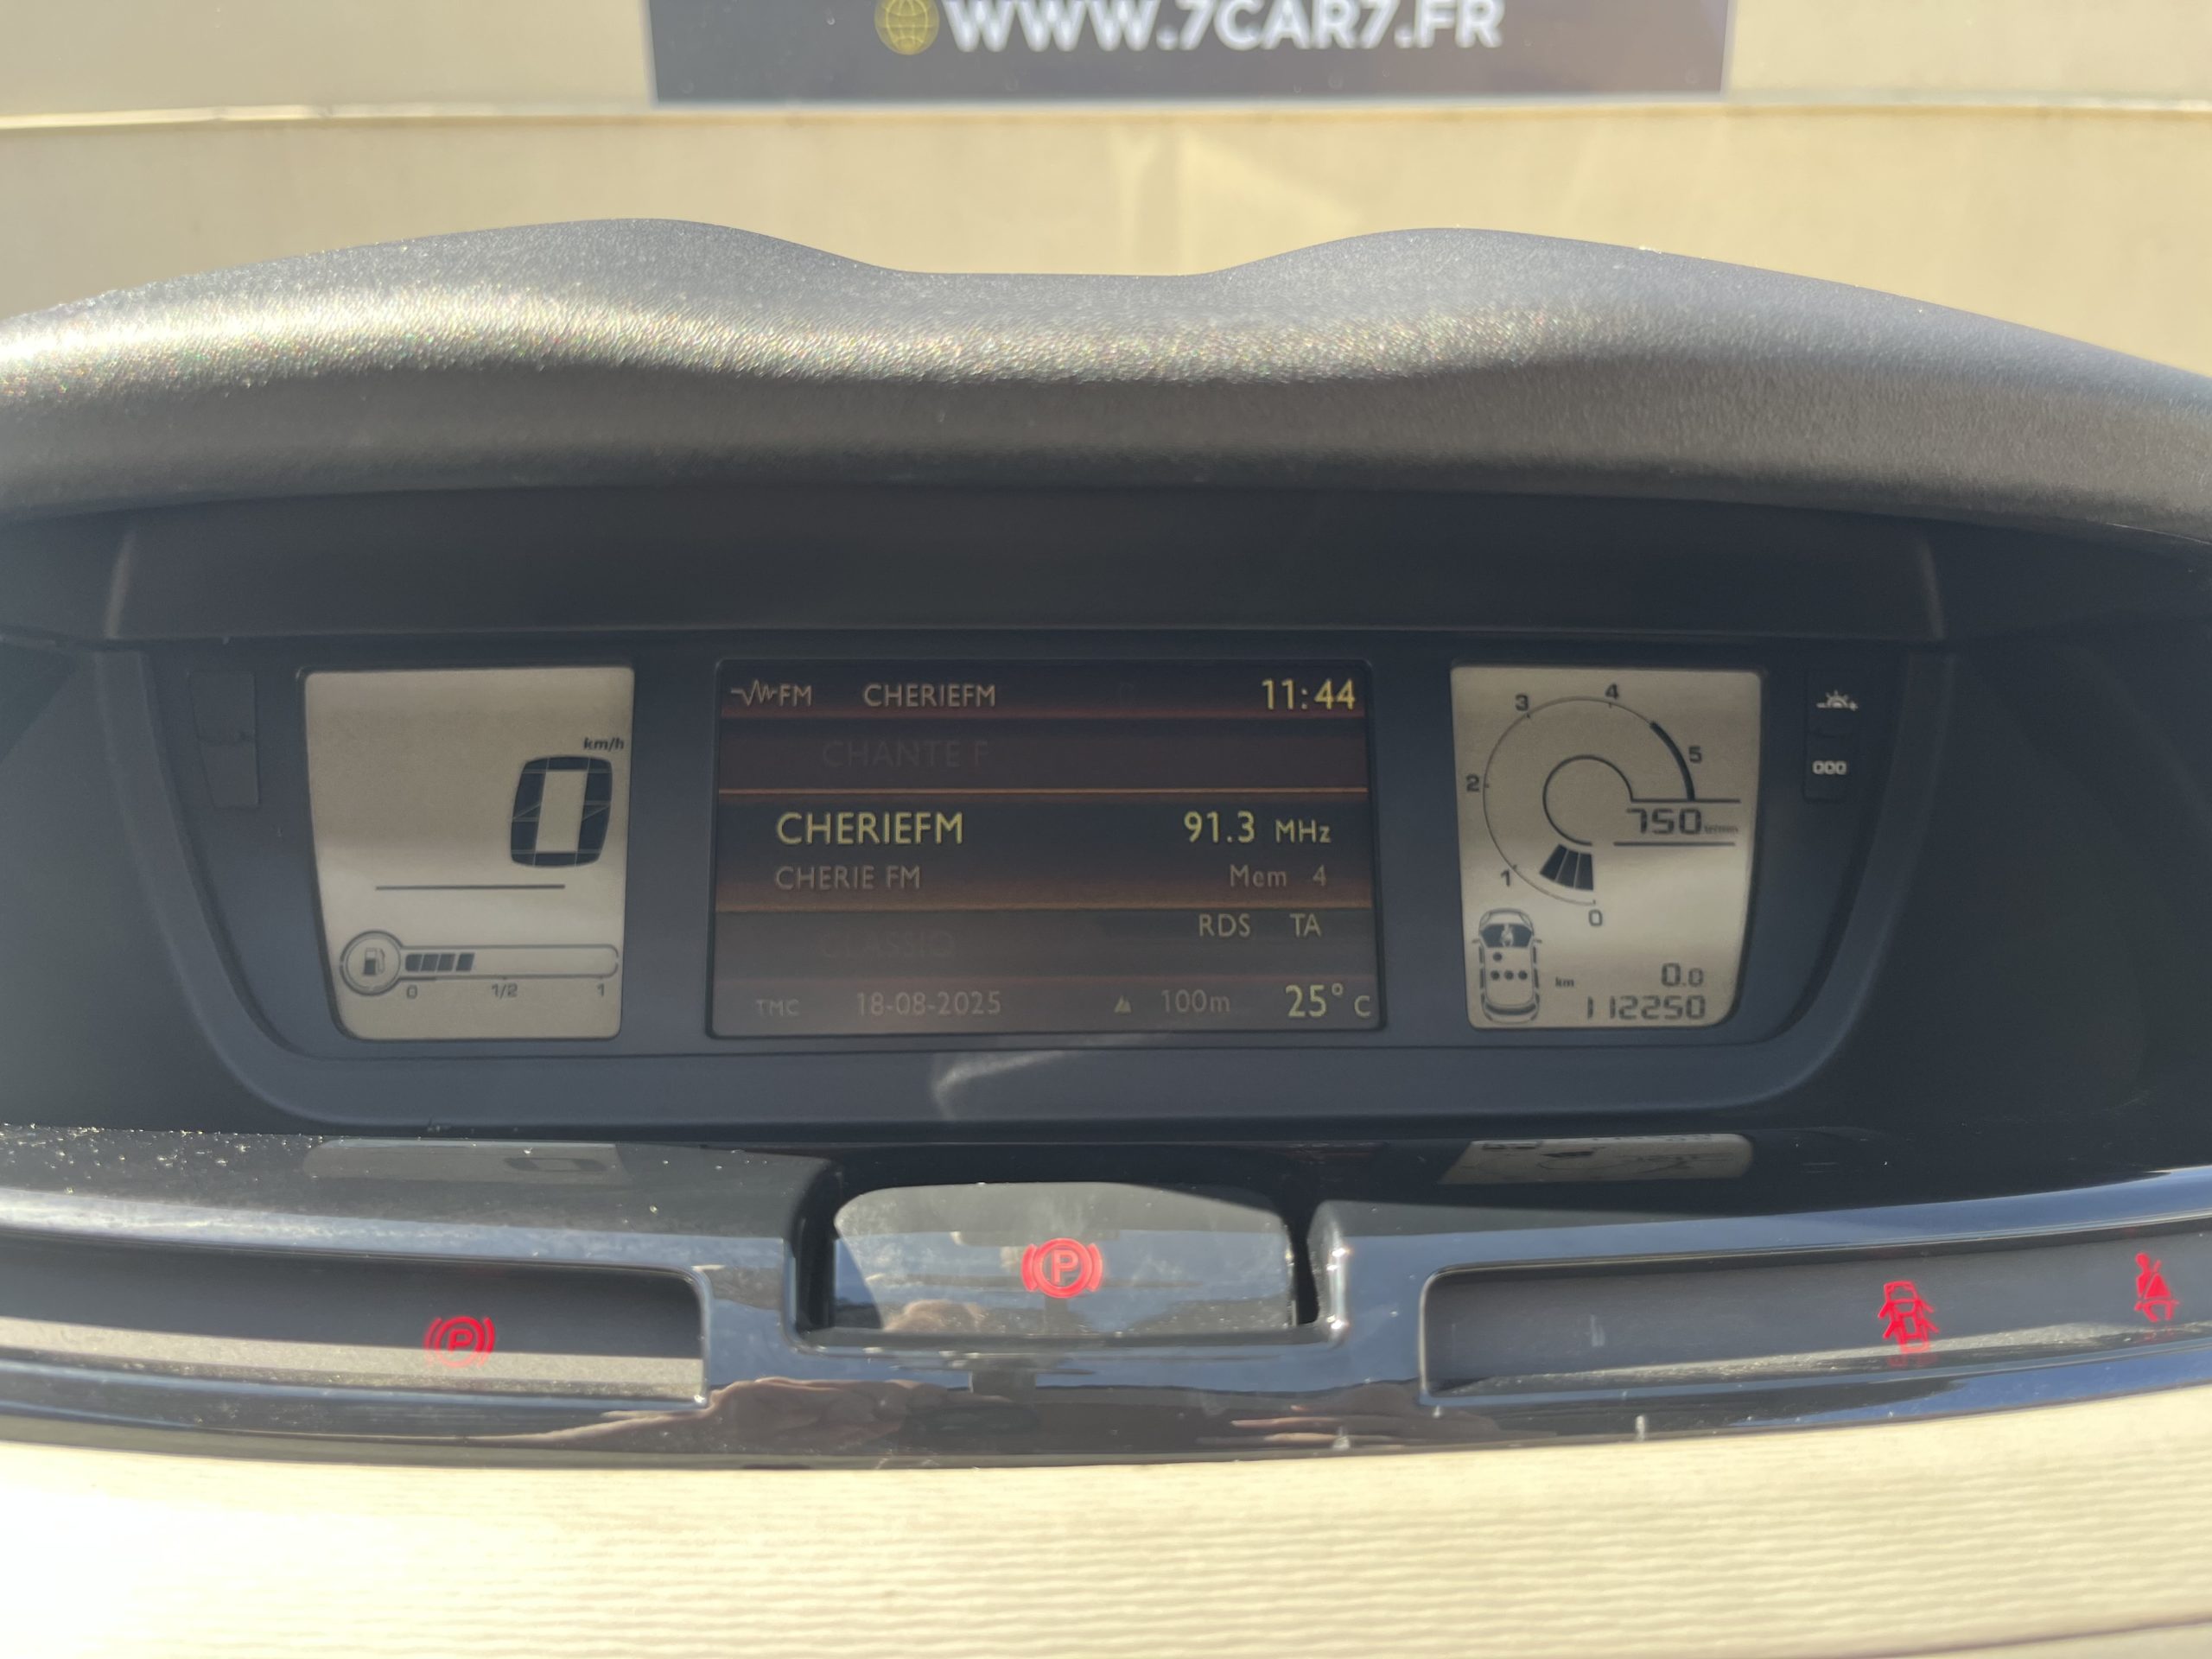 WWW.7CAR7.FR
FM CHERIEFM 11:44
CHANTE F
km/h
0
CHERIEFM 91.3 MHz
CHERIE FM Mem 4
RDS TA
TMC 18-08-2025 100m 25° C
0 1/2 1
0 1 2 3 4 5
750
km 0.0
112250
P
P